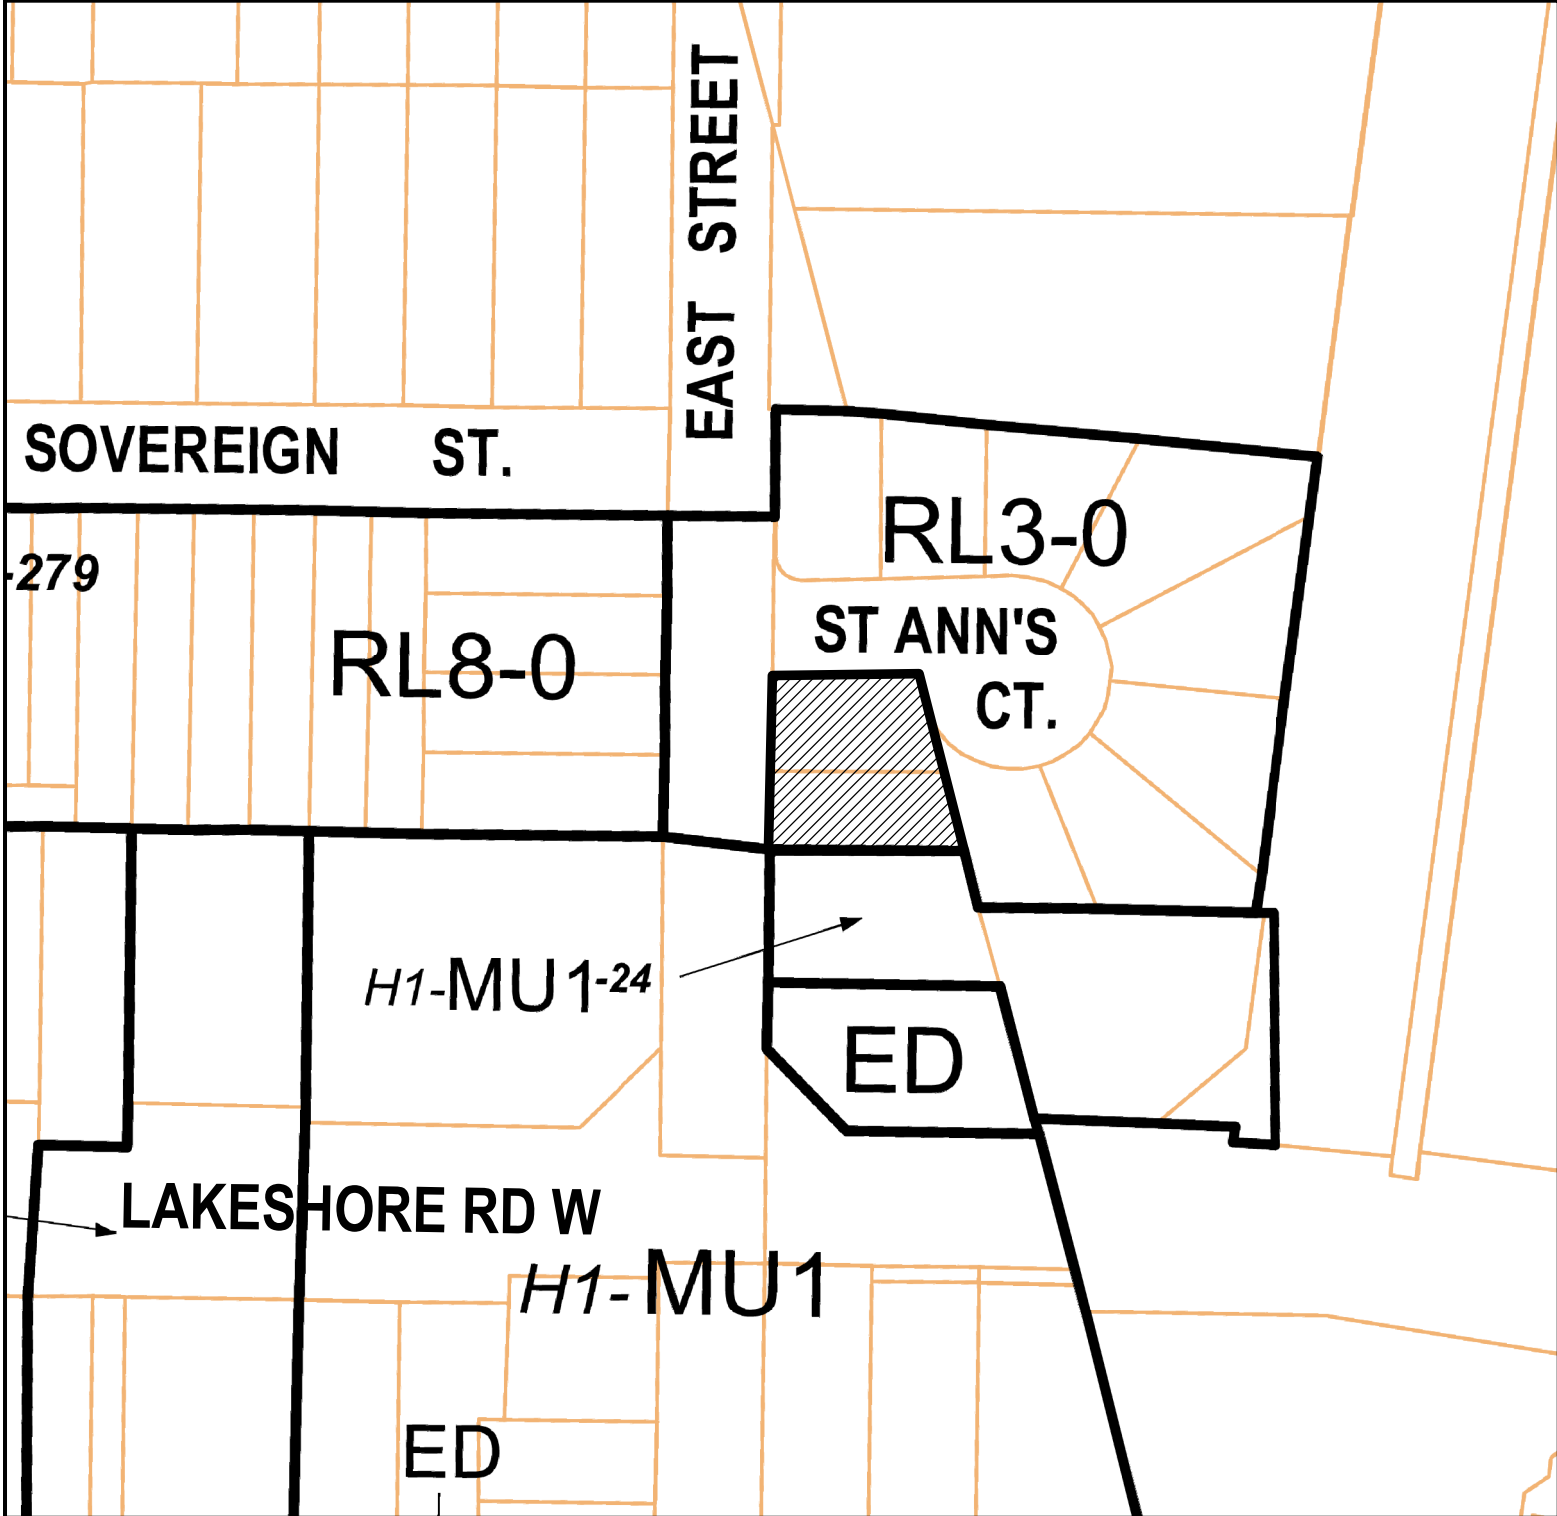 EAST STREET
SOVEREIGN ST.
RL3-0
-279
ST ANN'S
CT.
RL8-0
H1-MU1-24
ED
LAKESHORE RD W
H1-MU1
ED